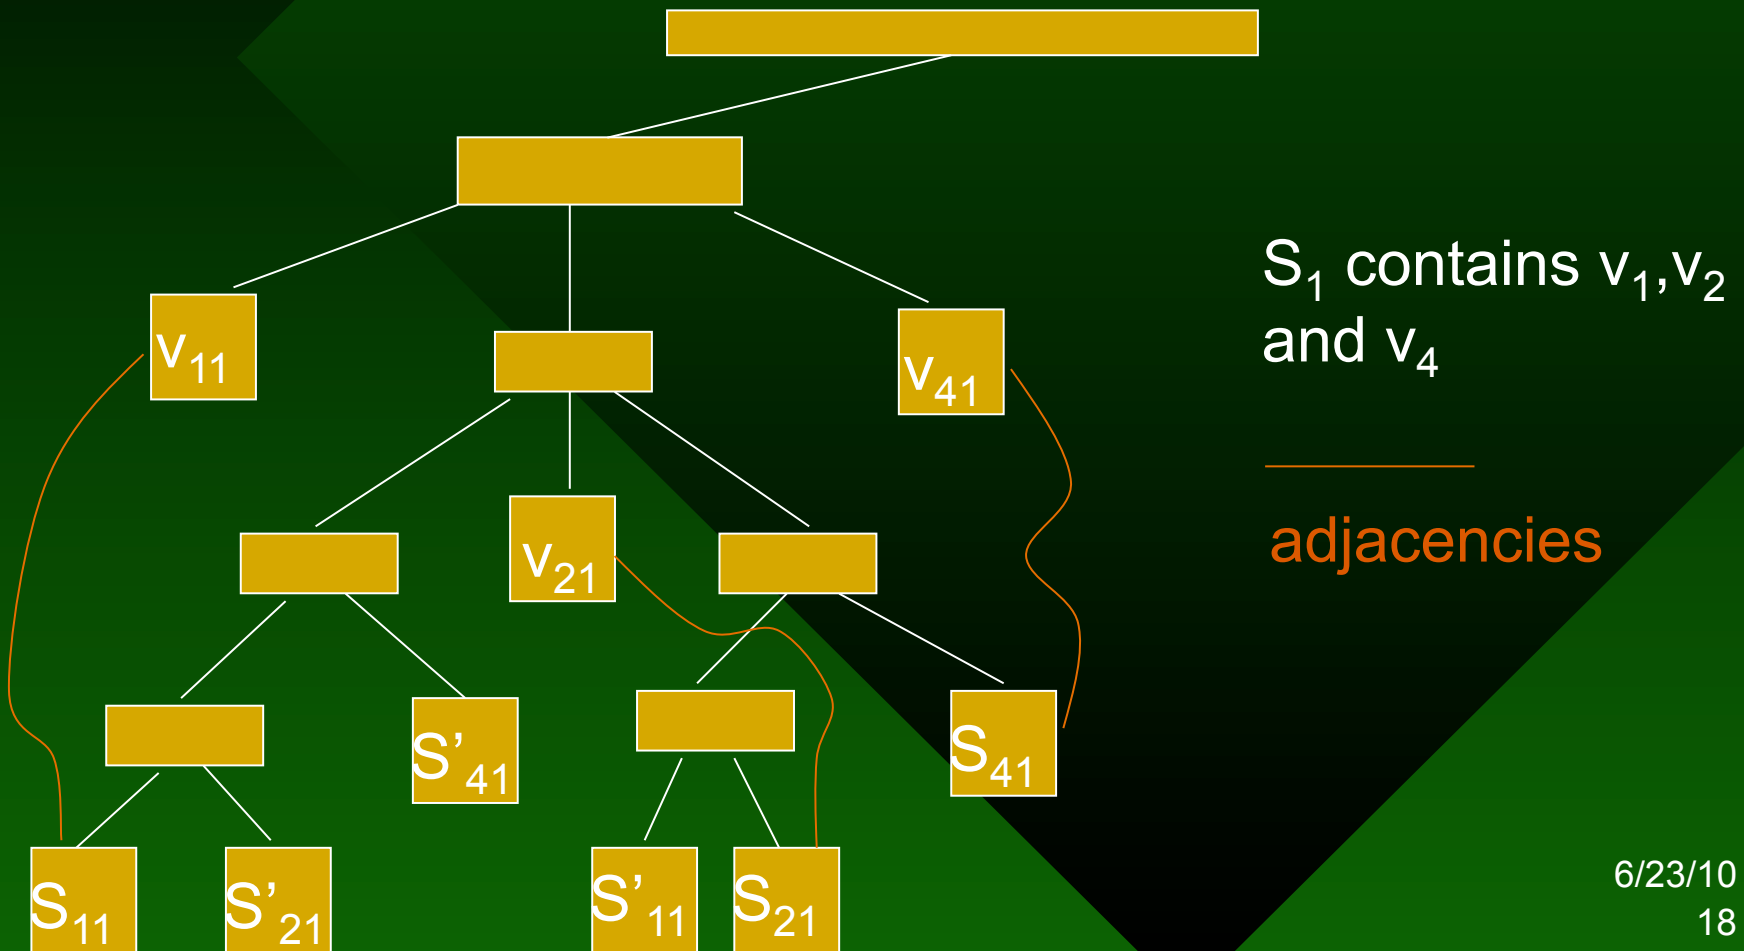 v₁₁
v₄₁
S₁ contains v₁,v₂
and v₄
v₂₁
adjacencies
S’₄₁
S₄₁
S₁₁
S’₂₁
S’₁₁
S₂₁
6/23/10
18